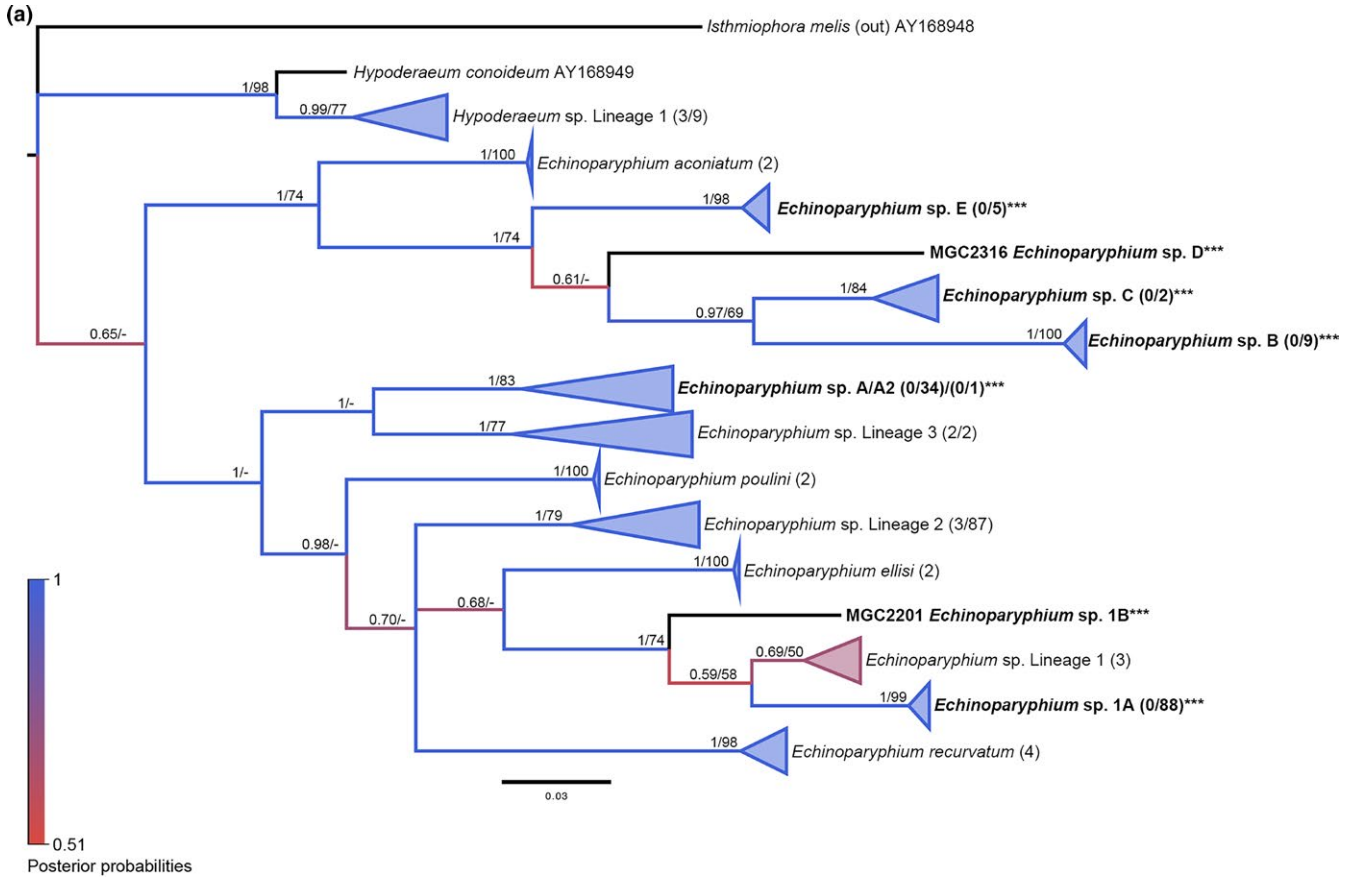 (a)
Isthmiophora melis (out) AY168948
Hypoderaeum conoideum AY168949
1/98
0.99/77
Hypoderaeum sp. Lineage 1 (3/9)
1/100
Echinoparyphium aconiatum (2)
1/74
1/98
Echinoparyphium sp. E (0/5)***
1/74
MGC2316 Echinoparyphium sp. D***
0.61/-
1/84
Echinoparyphium sp. C (0/2)***
0.97/69
0.65/-
1/100
Echinoparyphium sp. B (0/9)***
1/83
Echinoparyphium sp. A/A2 (0/34)/(0/1)***
1/-
1/77
Echinoparyphium sp. Lineage 3 (2/2)
1/-
1/100
Echinoparyphium poulini (2)
1/79
Echinoparyphium sp. Lineage 2 (3/87)
0.98/-
1/100
Echinoparyphium ellisi (2)
0.68/-
0.70/-
MGC2201 Echinoparyphium sp. 1B***
1/74
0.69/50
Echinoparyphium sp. Lineage 1 (3)
0.59/58
1/99
Echinoparyphium sp. 1A (0/88)***
1/98
Echinoparyphium recurvatum (4)
0.03
1
0.51
Posterior probabilities